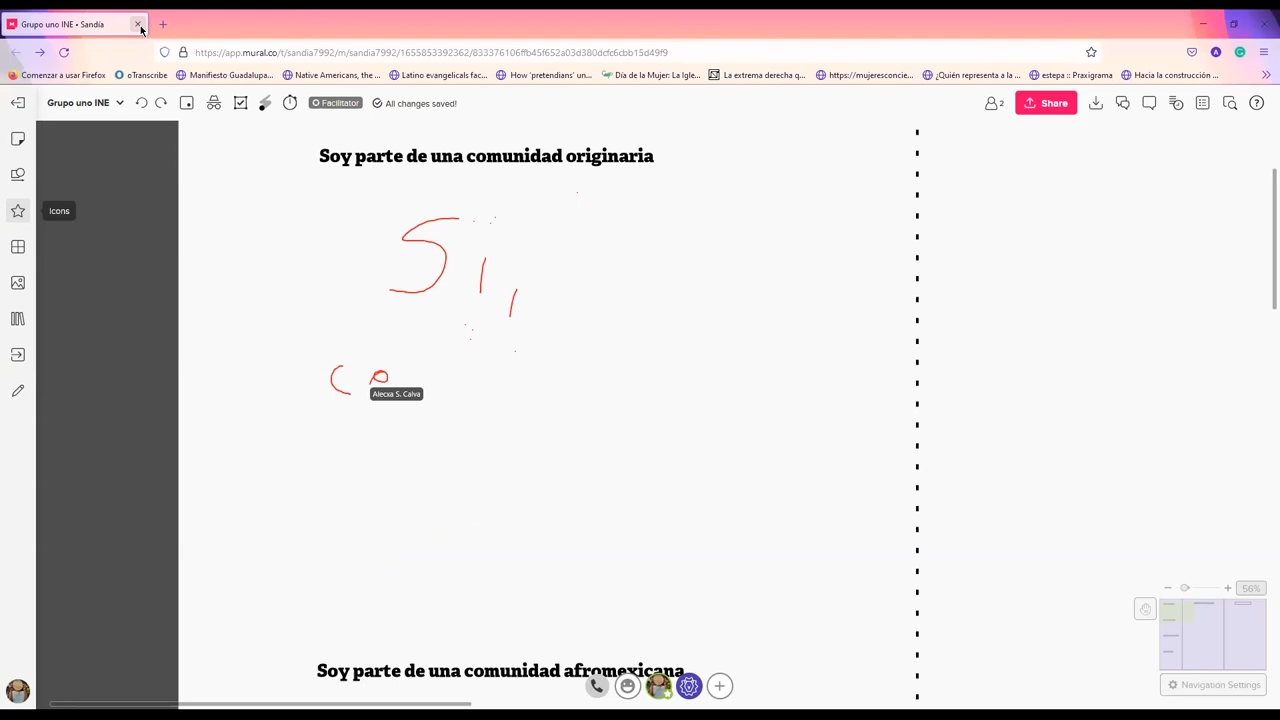 Grupo uno INE • Sandía
https://app.mural.co/t/sandia7992/m/sandia7992/1655853392362/833376106ffb45f652a03d380dcfc6cbb15d49f9
Comenzar a usar Firefox oTranscribe Manifiesto Guadalupa... Native Americans, the ... Latino evangelicals fac... How 'pretendians' un... Día de la Mujer: La Igle... La extrema derecha q... https://mujeresconcie... ¿Quién representa a la ... estepa :: Praxigrama Hacia la construcción ...
Grupo uno INE Facilitator All changes saved! 2 Share
Soy parte de una comunidad originaria
Icons
Si,
Co
Alecxa S. Calva
56%
Soy parte de una comunidad afromexicana
Navigation Settings